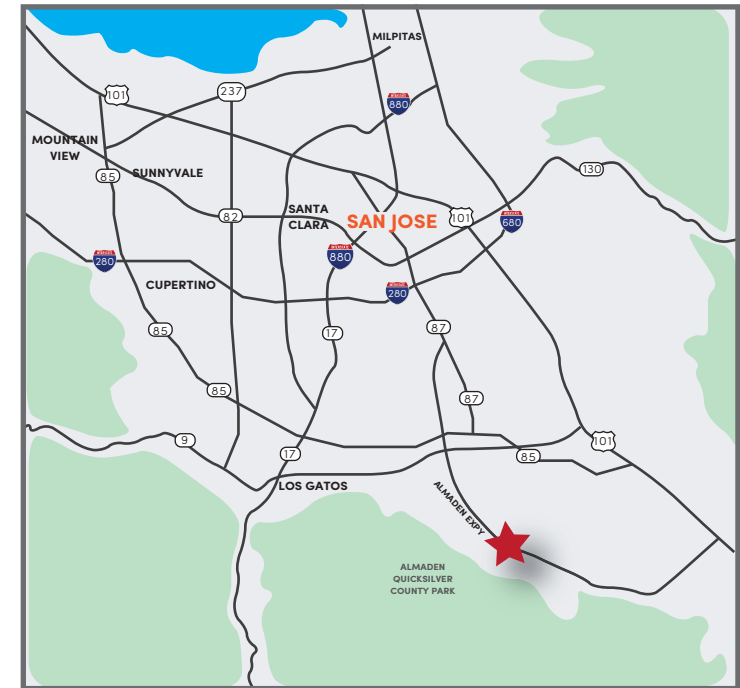 MILPITAS
101
237
880
MOUNTAIN
VIEW
85
SUNNYVALE
130
82
SANTA
CLARA
SAN JOSE
101
680
280
880
CUPERTINO
280
85
17
87
85
87
9
17
101
85
LOS GATOS
ALMADEN EXPY
ALMADEN
QUICKSILVER
COUNTY PARK